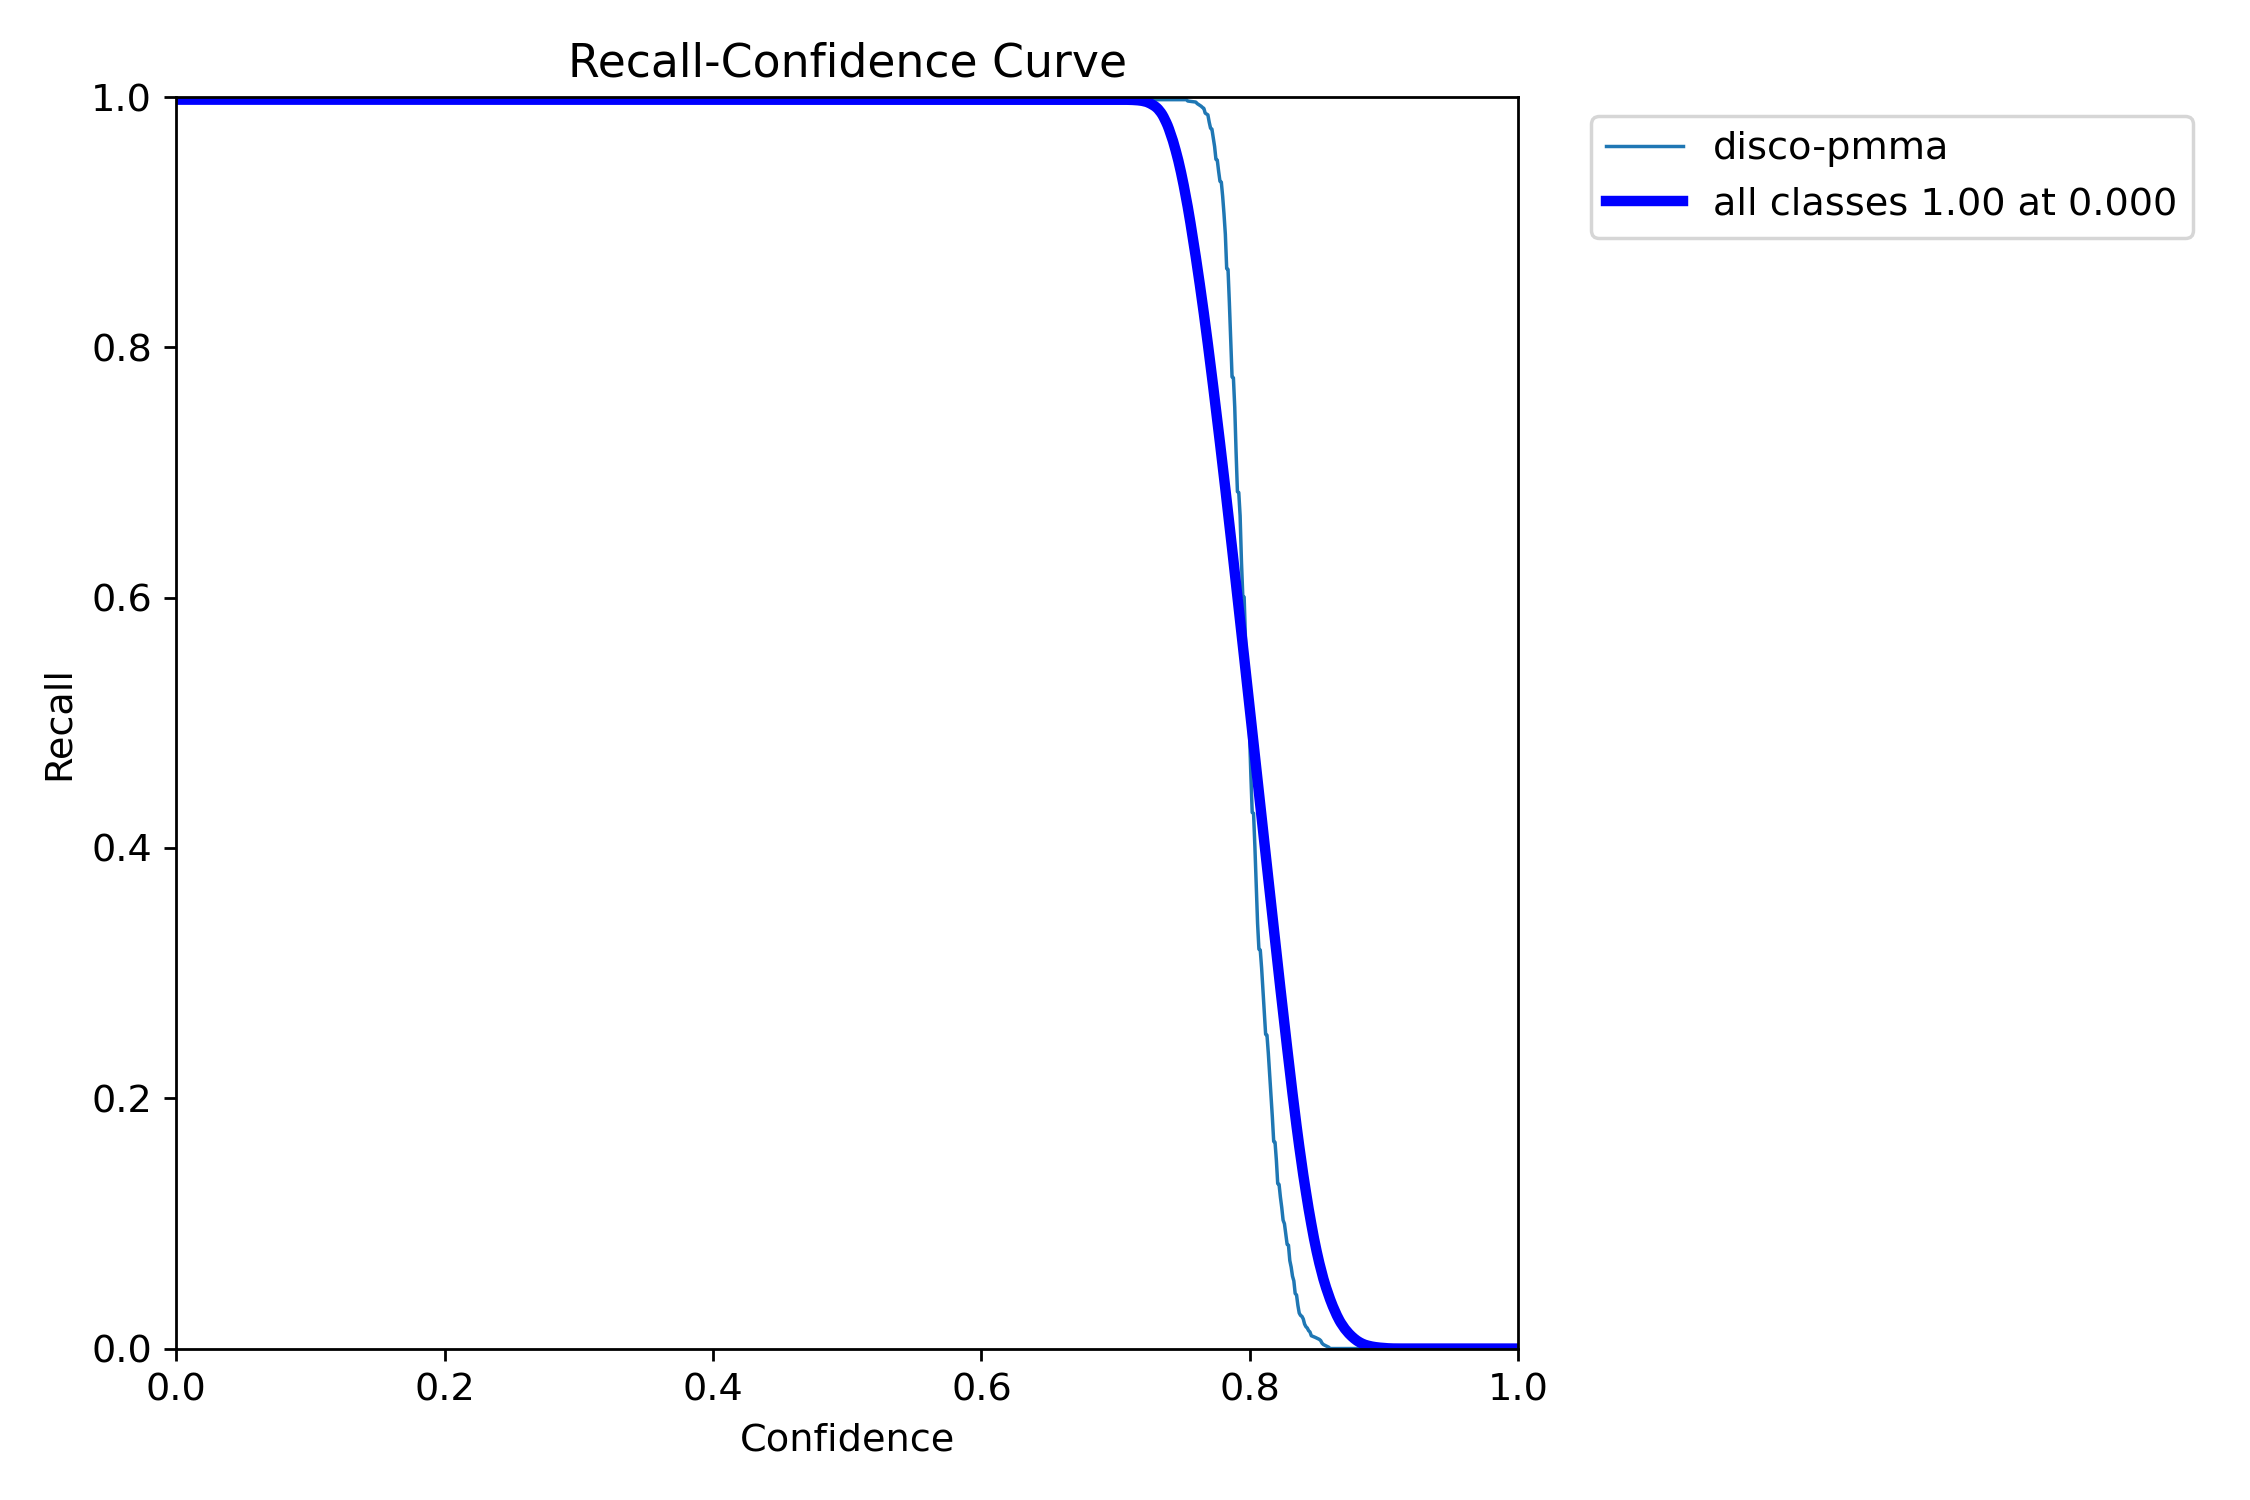 Recall-Confidence Curve
1.0
0.8
0.6
0.4
0.2
0.0
Recall
0.0 0.2 0.4 0.6 0.8 1.0
Confidence
disco-pmma
all classes 1.00 at 0.000